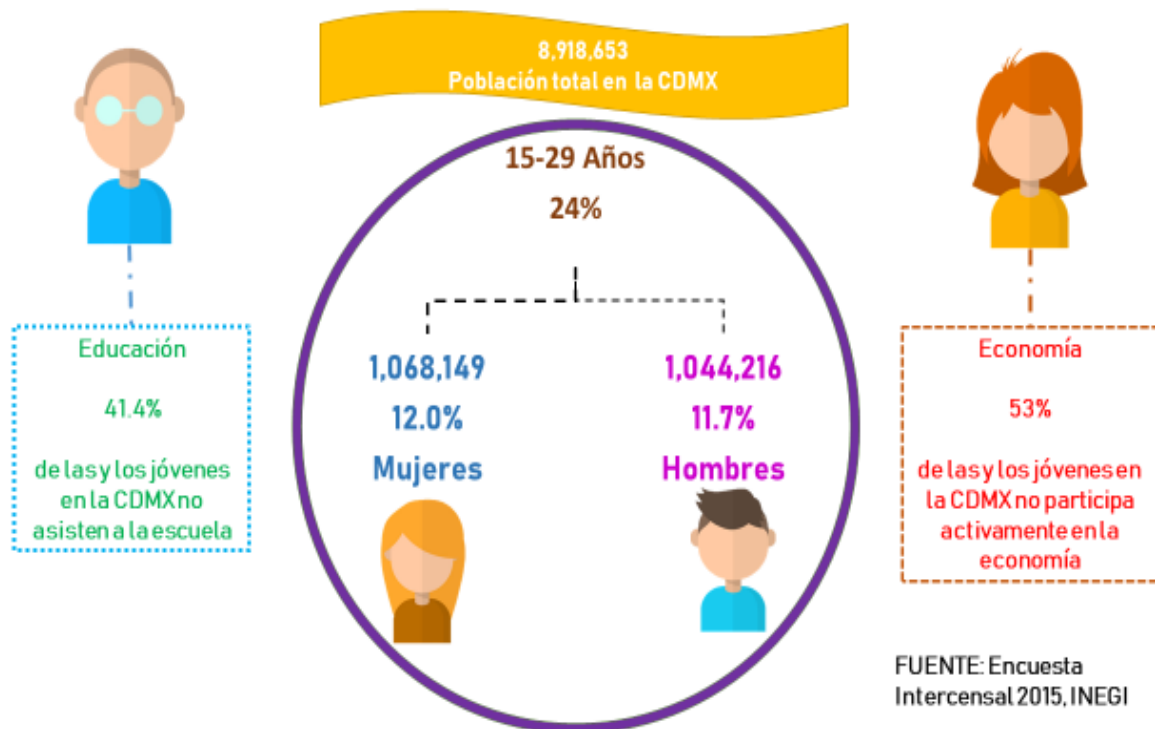 8,918,653
Población total en la CDMX
15-29 Años
24%
1,068,149
12.0%
Mujeres
1,044,216
11.7%
Hombres
Educación
41.4%
de las y los jóvenes
en la CDMX no
asisten a la escuela
Economía
53%
de las y los jóvenes en
la CDMX no participa
activamente en la
economía
FUENTE: Encuesta
Intercensal 2015, INEGI